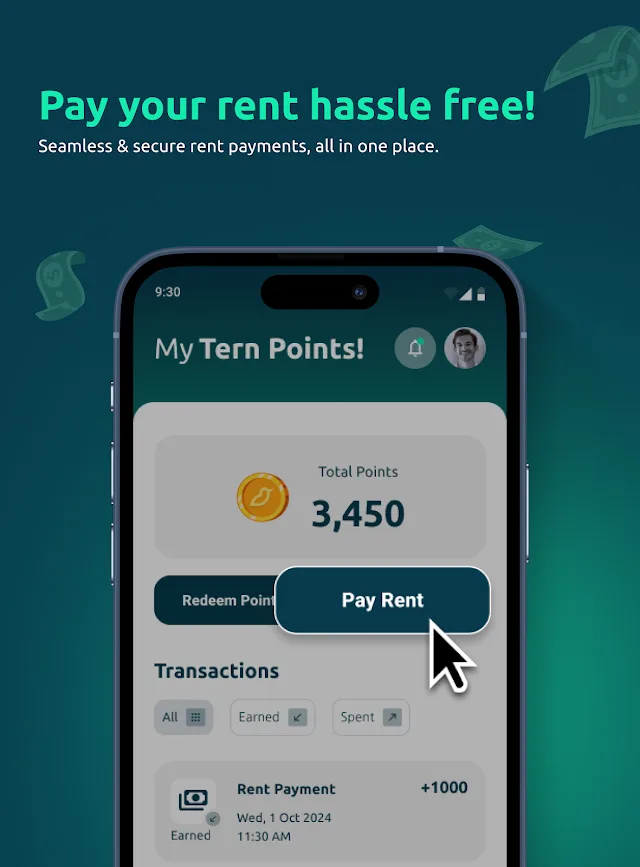 Pay your rent hassle free!
Seamless & secure rent payments, all in one place.
9:30
My Tern Points!
Total Points
3,450
Redeem Point
Pay Rent
Transactions
All
Earned
Spent
Rent Payment
+1000
Wed, 1 Oct 2024
Earned
11:30 AM